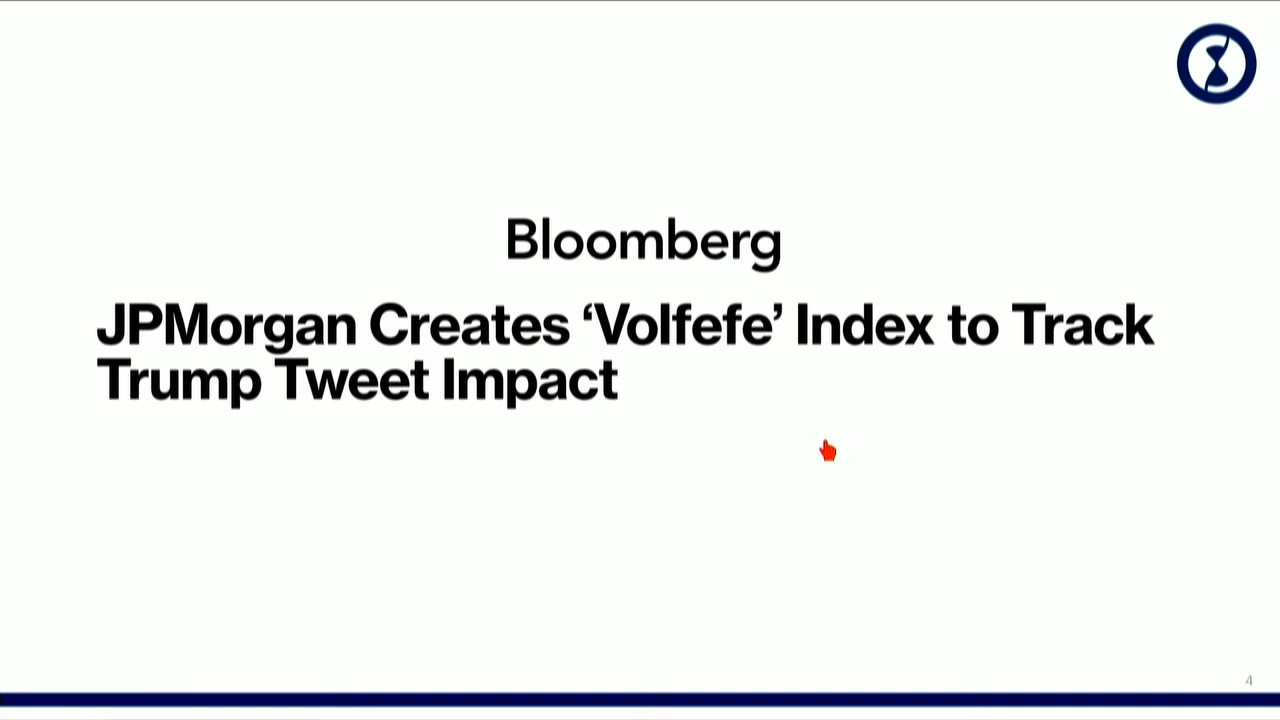 Bloomberg
JPMorgan Creates ‘Volfefe’ Index to Track
Trump Tweet Impact
4